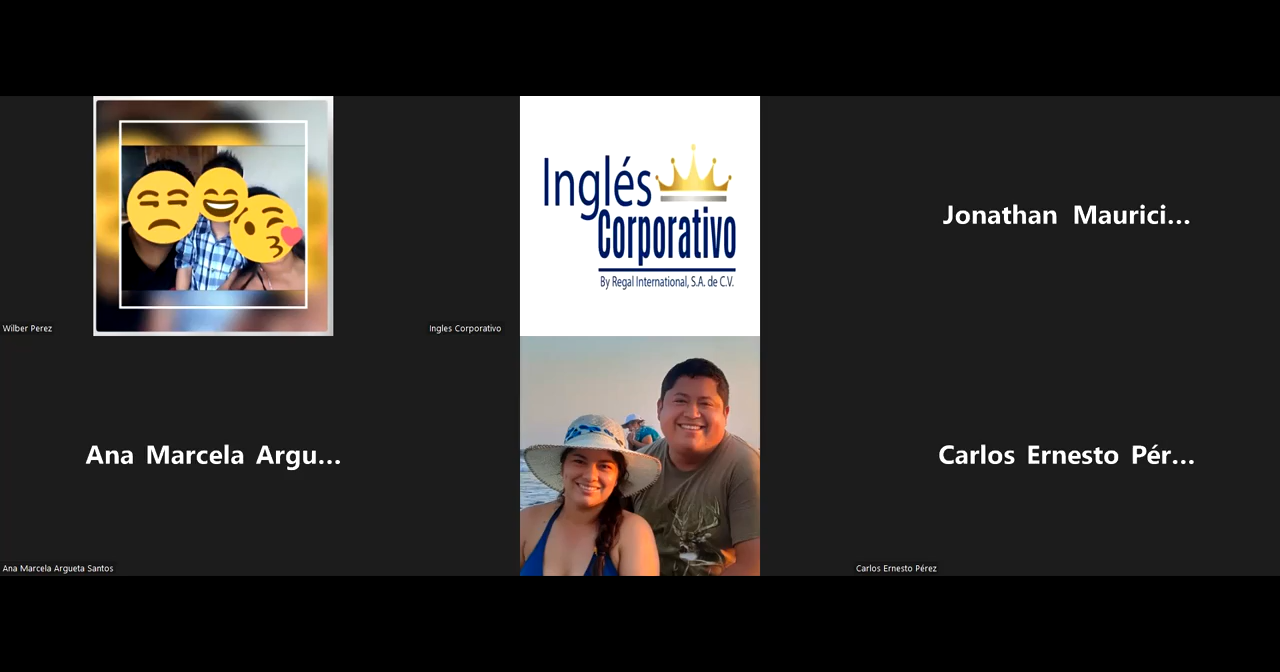 Inglés
Corporativo
By Regal International, S.A. de C.V.
Jonathan Maurici...
Wilber Perez
Ingles Corporativo
Ana Marcela Argu...
Carlos Ernesto Pér...
Ana Marcela Argueta Santos
Carlos Ernesto Pérez